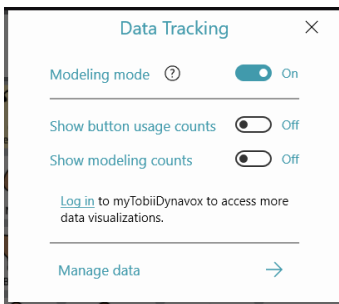 Data Tracking
Modeling mode ? On
Show button usage counts Off
Show modeling counts Off
Log in to myTobiiDynavox to access more
data visualizations.
Manage data